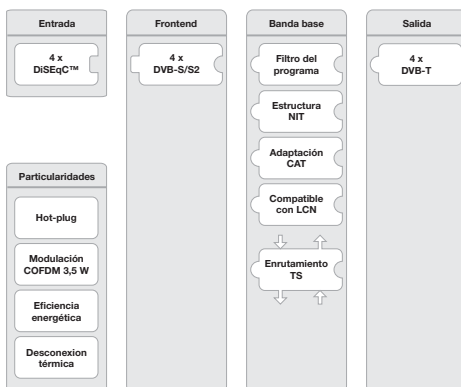 Entrada
4 x
DiSEqC™
Frontend
4 x
DVB-S/S2
Banda base
Filtro del
programa
Estructura
NIT
Adaptación
CAT
Compatible
con LCN
Enrutamiento
TS
Salida
4 x
DVB-T
Particularidades
Hot-plug
Modulación
COFDM 3,5 W
Eficiencia
energética
Desconexion
térmica